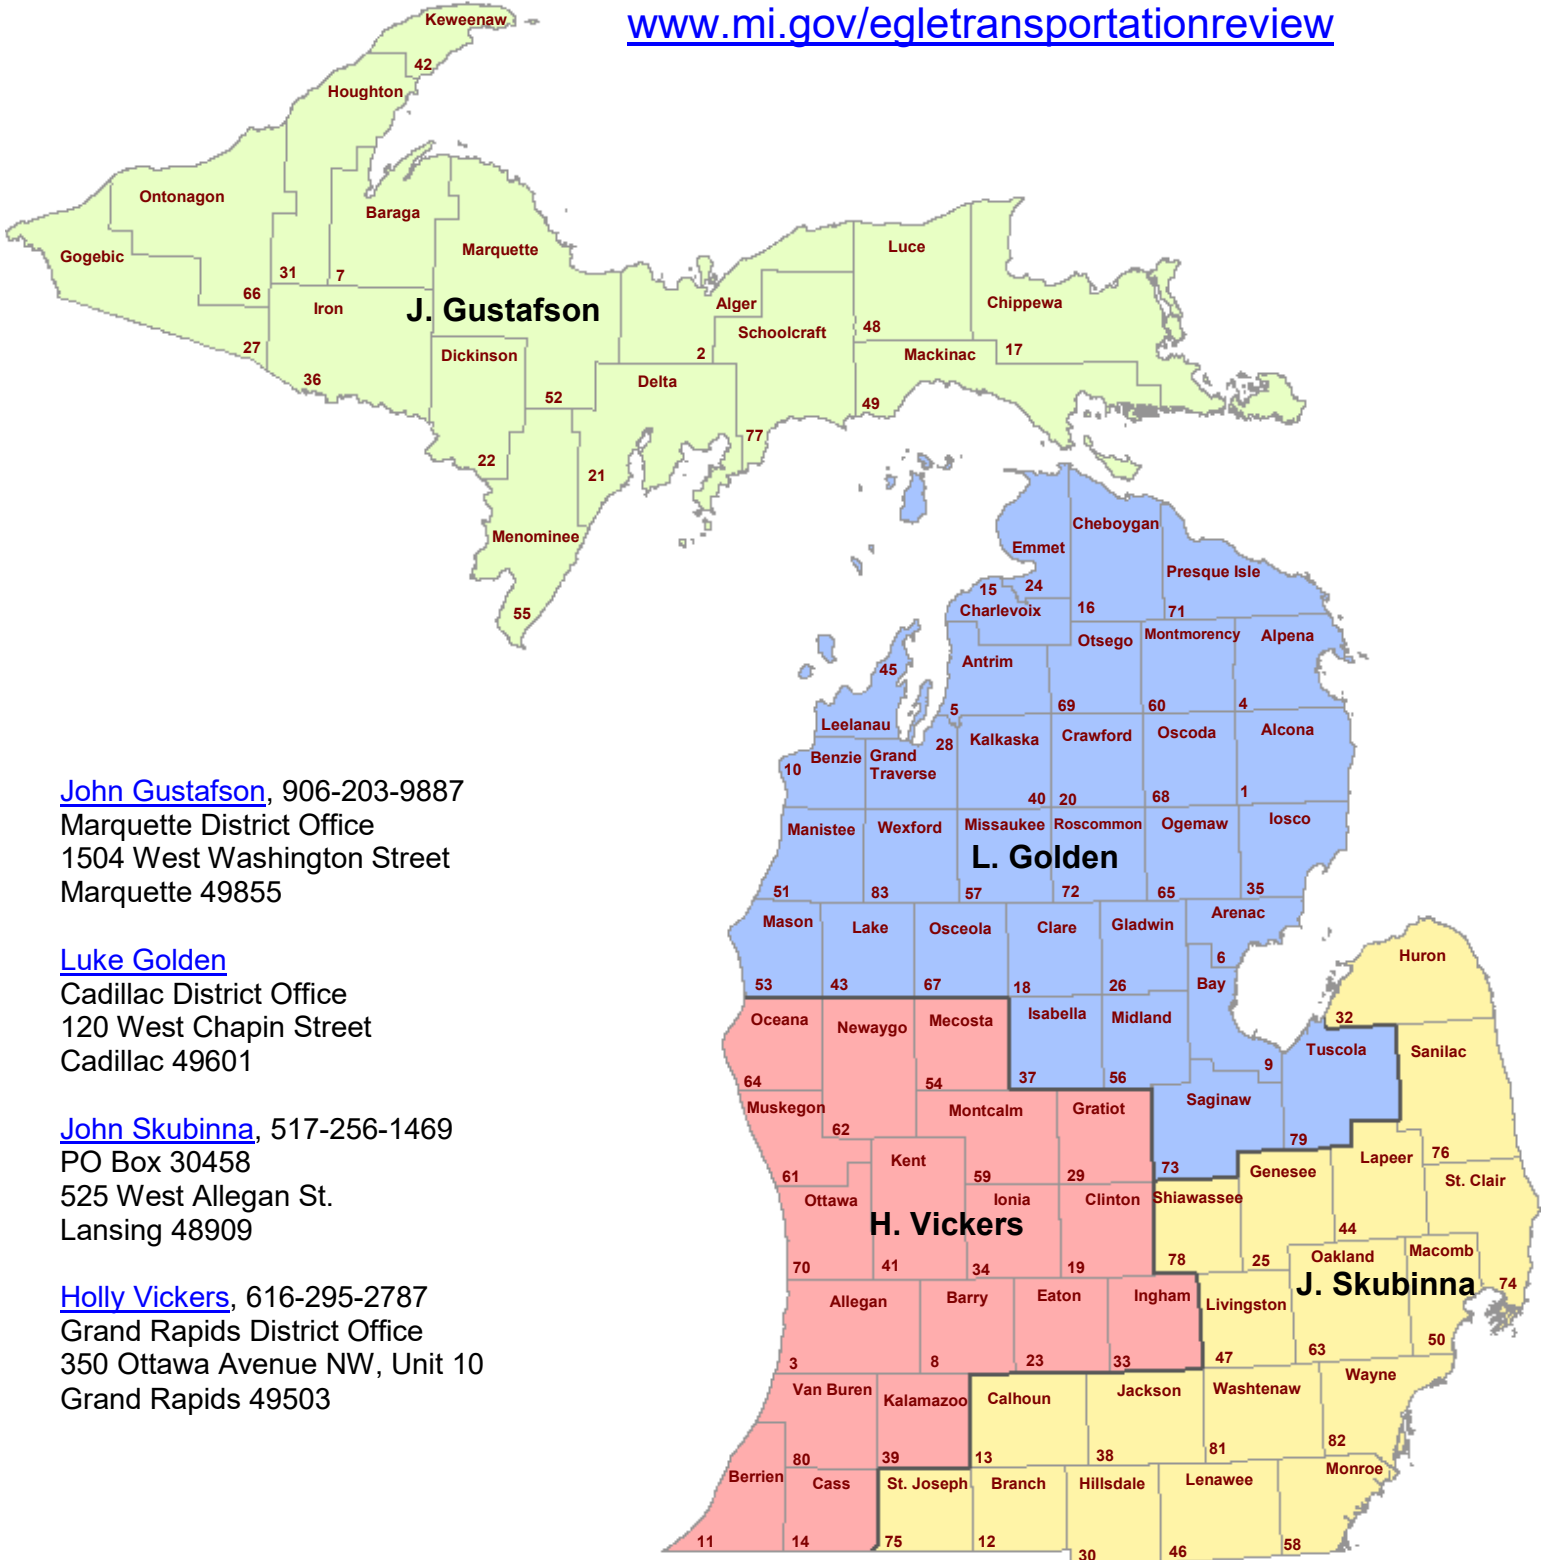 www.mi.gov/egletransportationreview
Keweenaw
42
Houghton
Ontonagon
Baraga
Gogebic
Marquette
Luce
31
7
66
Iron
J. Gustafson
Alger
Chippewa
Schoolcraft
48
27
Dickinson
2
Mackinac
17
36
Delta
52
49
77
22
21
Menominee
55
Cheboygan
Emmet
Presque Isle
15
24
Charlevoix
16
71
Otsego
Montmorency
Alpena
Antrim
45
5
69
60
4
Leelanau
28
Kalkaska
Crawford
Oscoda
Alcona
Benzie
Grand
Traverse
10
40
20
68
1
Manistee
Wexford
Missaukee
Roscommon
Ogemaw
Iosco
L. Golden
51
83
57
72
65
35
Mason
Lake
Osceola
Clare
Gladwin
Arenac
6
Huron
53
43
67
18
26
Bay
Oceana
Newaygo
Mecosta
Isabella
Midland
32
Tuscola
Sanilac
9
64
54
37
56
Muskegon
Montcalm
Gratiot
Saginaw
62
79
76
Kent
Lapeer
61
59
29
73
Genesee
St. Clair
Ottawa
Ionia
Clinton
Shiawassee
H. Vickers
44
70
41
34
19
78
25
Oakland
Macomb
J. Skubinna
74
Allegan
Barry
Eaton
Ingham
Livingston
50
3
8
23
33
47
63
Van Buren
Kalamazoo
Calhoun
Jackson
Washtenaw
Wayne
80
39
13
38
81
82
Berrien
Cass
St. Joseph
Branch
Hillsdale
Lenawee
Monroe
11
14
75
12
30
46
58
John Gustafson, 906-203-9887
Marquette District Office
1504 West Washington Street
Marquette 49855
Luke Golden
Cadillac District Office
120 West Chapin Street
Cadillac 49601
John Skubinna, 517-256-1469
PO Box 30458
525 West Allegan St.
Lansing 48909
Holly Vickers, 616-295-2787
Grand Rapids District Office
350 Ottawa Avenue NW, Unit 10
Grand Rapids 49503